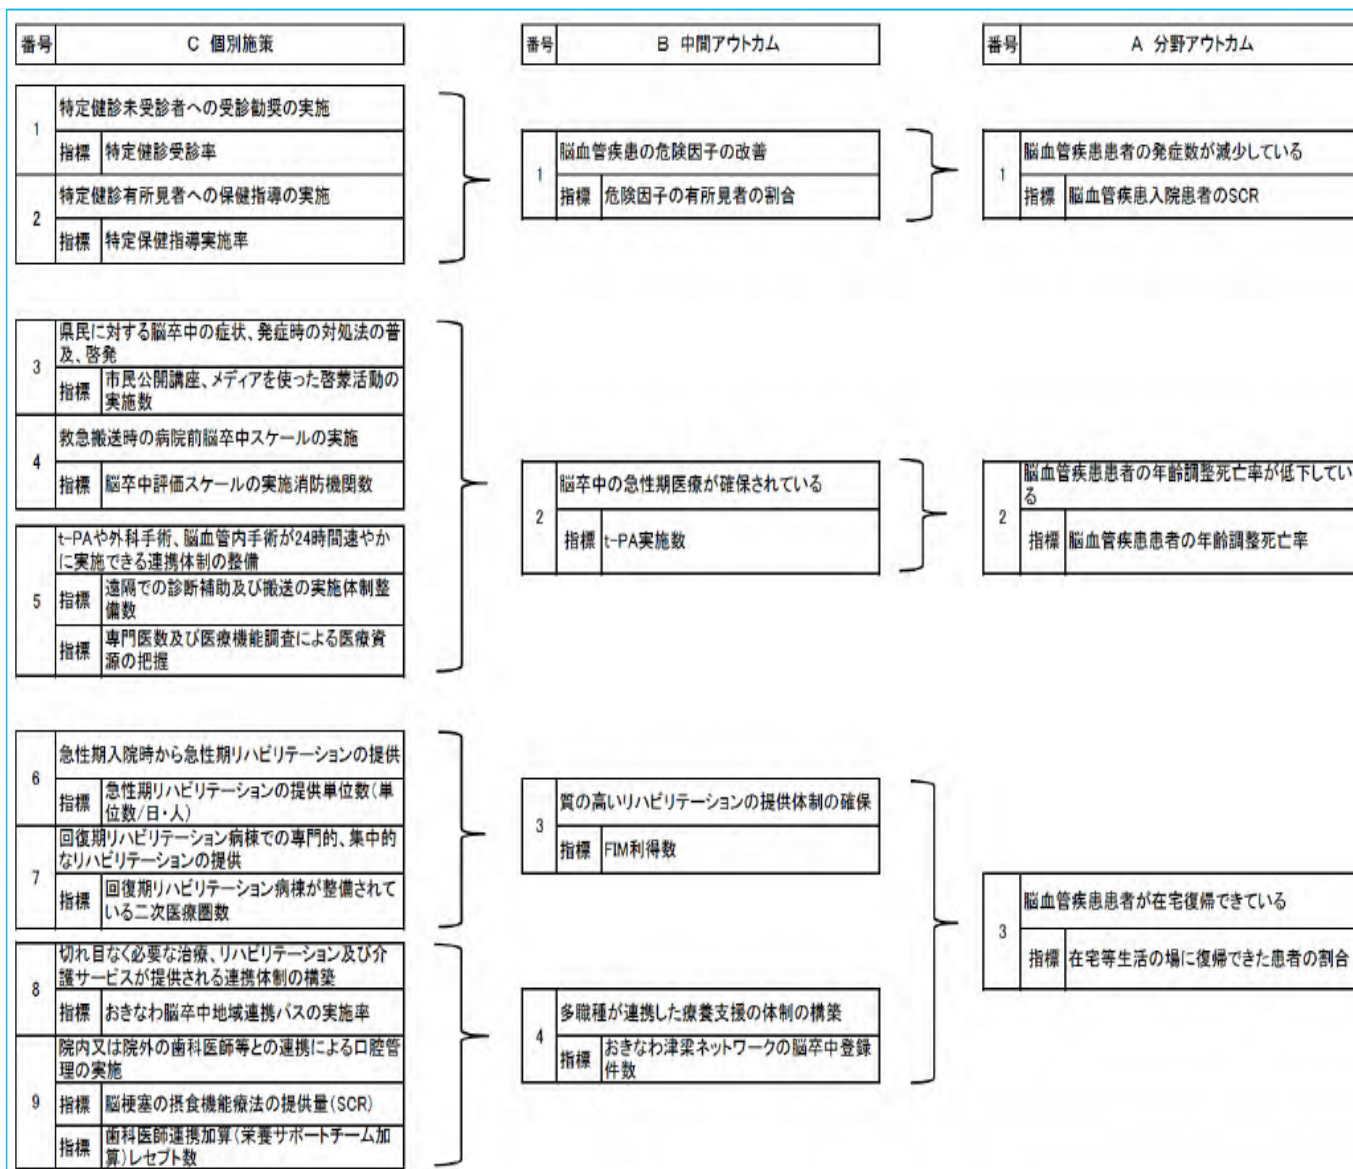 番号 C 個別施策
1 特定健診未受診者への受診勧奨の実施
指標 特定健診受診率
2 特定健診有所見者への保健指導の実施
指標 特定保健指導実施率
3 県民に対する脳卒中の症状、発症時の対処法の普
及、啓発
指標 市民公開講座、メディアを使った啓蒙活動の
実施数
4 救急搬送時の病院前脳卒中スケールの実施
指標 脳卒中評価スケールの実施消防機関数
5 t-PAや外科手術、脳血管内手術が24時間速やか
に実施できる連携体制の整備
指標 遠隔での診断補助及び搬送の実施体制整
備数
指標 専門医数及び医療機能調査による医療資
源の把握
6 急性期入院時から急性期リハビリテーションの提供
指標 急性期リハビリテーションの提供単位数(単
位数/日・人)
7 回復期リハビリテーション病棟での専門的、集中的
なリハビリテーションの提供
指標 回復期リハビリテーション病棟が整備されて
いる二次医療圏数
8 切れ目なく必要な治療、リハビリテーション及び介
護サービスが提供される連携体制の構築
指標 おきなわ脳卒中地域連携パスの実施率
9 院内又は院外の歯科医師等との連携による口腔管
理の実施
指標 脳梗塞の摂食機能療法の提供量(SCR)
指標 歯科医師連携加算(栄養サポートチーム加
算)レセプト数
番号 B 中間アウトカム
1 脳血管疾患の危険因子の改善
指標 危険因子の有所見者の割合
2 脳卒中の急性期医療が確保されている
指標 t-PA実施数
3 質の高いリハビリテーションの提供体制の確保
指標 FIM利得数
4 多職種が連携した療養支援の体制の構築
指標 おきなわ津梁ネットワークの脳卒中登録
件数
番号 A 分野アウトカム
1 脳血管疾患患者の発症数が減少している
指標 脳血管疾患入院患者のSCR
2 脳血管疾患患者の年齢調整死亡率が低下してい
る
指標 脳血管疾患患者の年齢調整死亡率
3 脳血管疾患患者が在宅復帰できている
指標 在宅等生活の場に復帰できた患者の割合